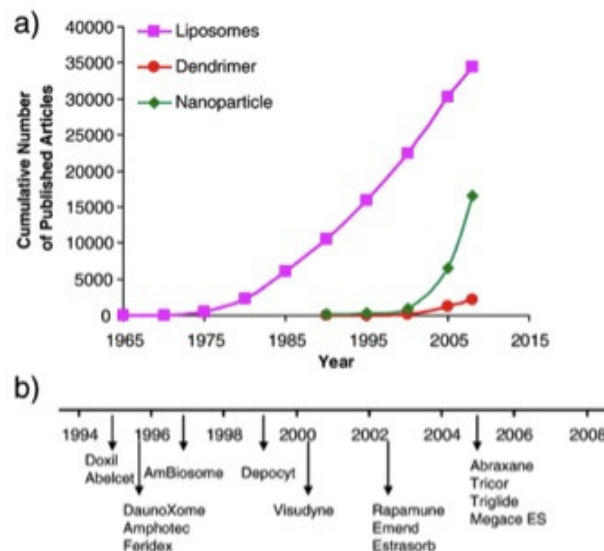 a)
Liposomes
Dendrimer
Nanoparticle
Cumulative Number
of Published Articles
40000
35000
30000
25000
20000
15000
10000
5000
0
1965 1975 1985 1995 2005 2015
Year
b)
1994 1996 1998 2000 2002 2004 2006 2008
Doxil
Abelcet
AmBiosome
Depocyt
DaunoXome
Amphotec
Feridex
Visudyne
Rapamune
Emend
Estrasorb
Abraxane
Tricor
Triglide
Megace ES